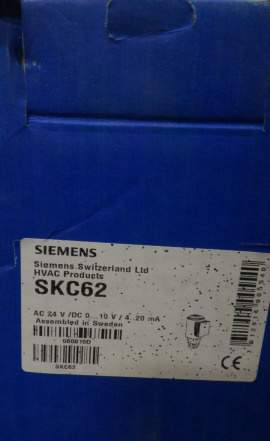 SIEMENS
Siemens Switzerland Ltd
HVAC Products
SKC62
AC 24 V /DC 0...10 V / 4..20 mA
Assembled in Sweden
SKC62
CE